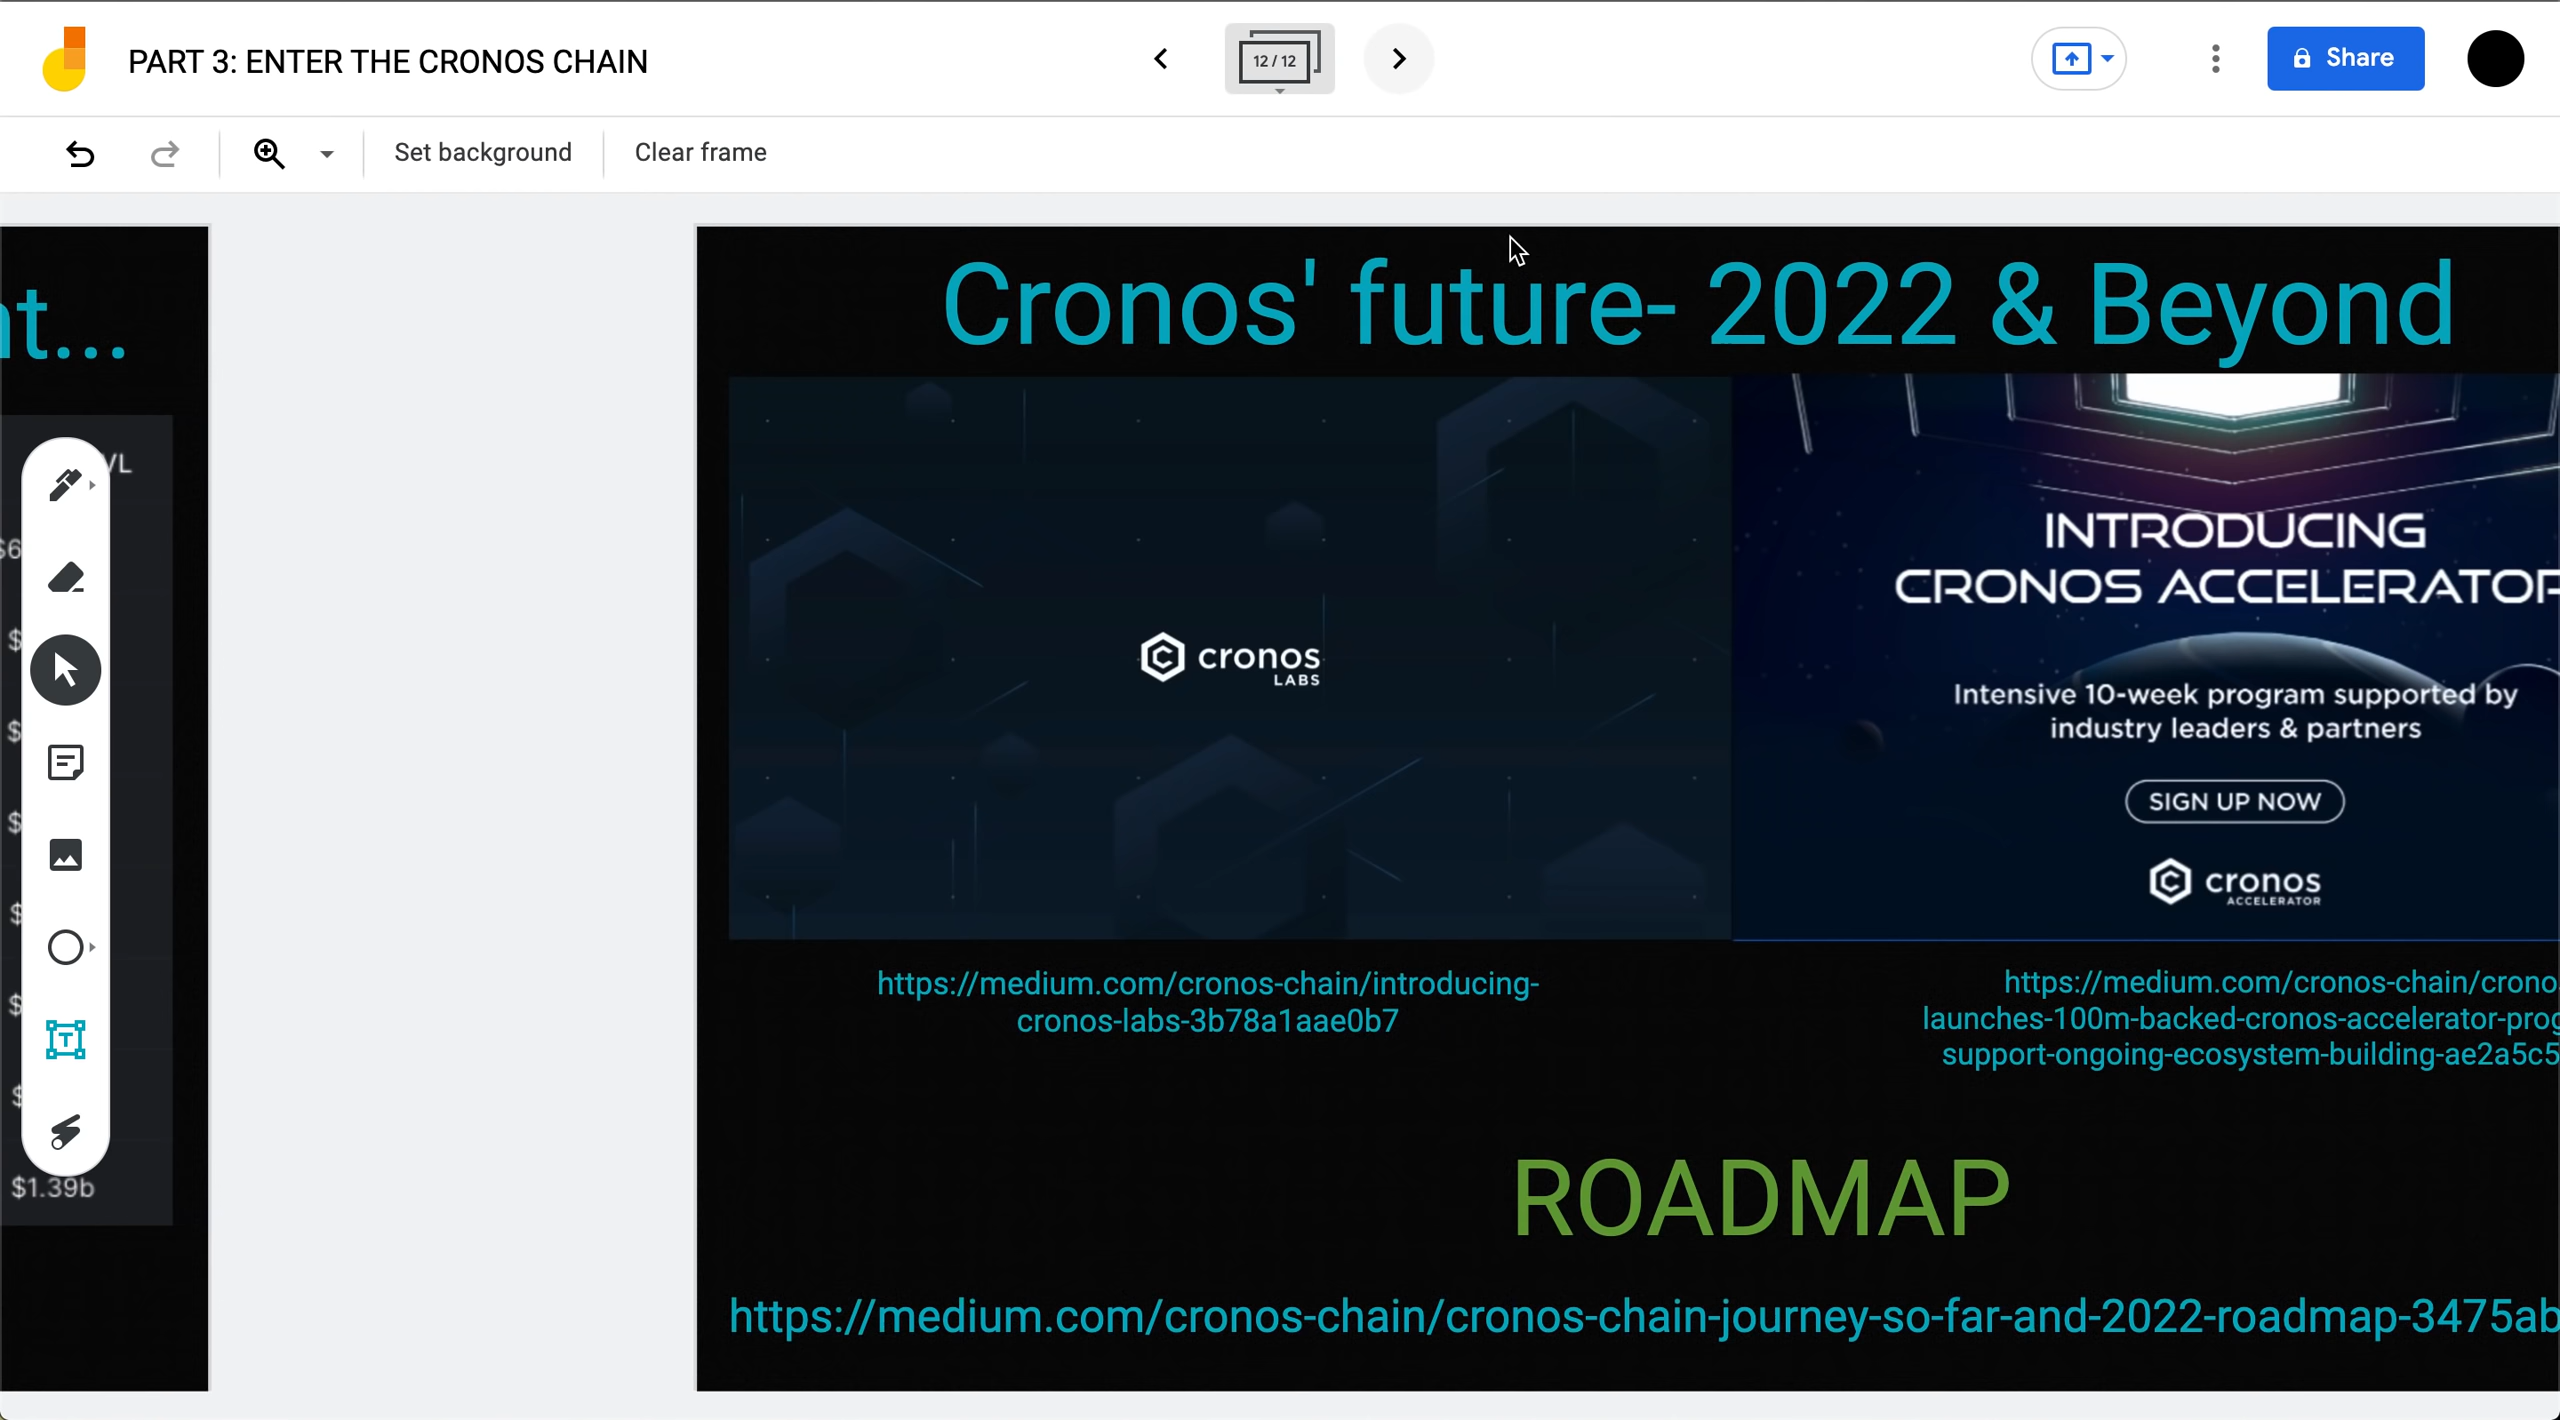 PART 3: ENTER THE CRONOS CHAIN
12 / 12
Share
Set background
Clear frame
nt...
VL
$6
$
$
$
$
$
$
$1.39b
Cronos' future- 2022 & Beyond
cronos
LABS
INTRODUCING
CRONOS ACCELERATOR
Intensive 10-week program supported by
industry leaders & partners
SIGN UP NOW
cronos
ACCELERATOR
https://medium.com/cronos-chain/introducing-
cronos-labs-3b78a1aae0b7
https://medium.com/cronos-chain/crono
launches-100m-backed-cronos-accelerator-prog
support-ongoing-ecosystem-building-ae2a5c5
ROADMAP
https://medium.com/cronos-chain/cronos-chain-journey-so-far-and-2022-roadmap-3475ab